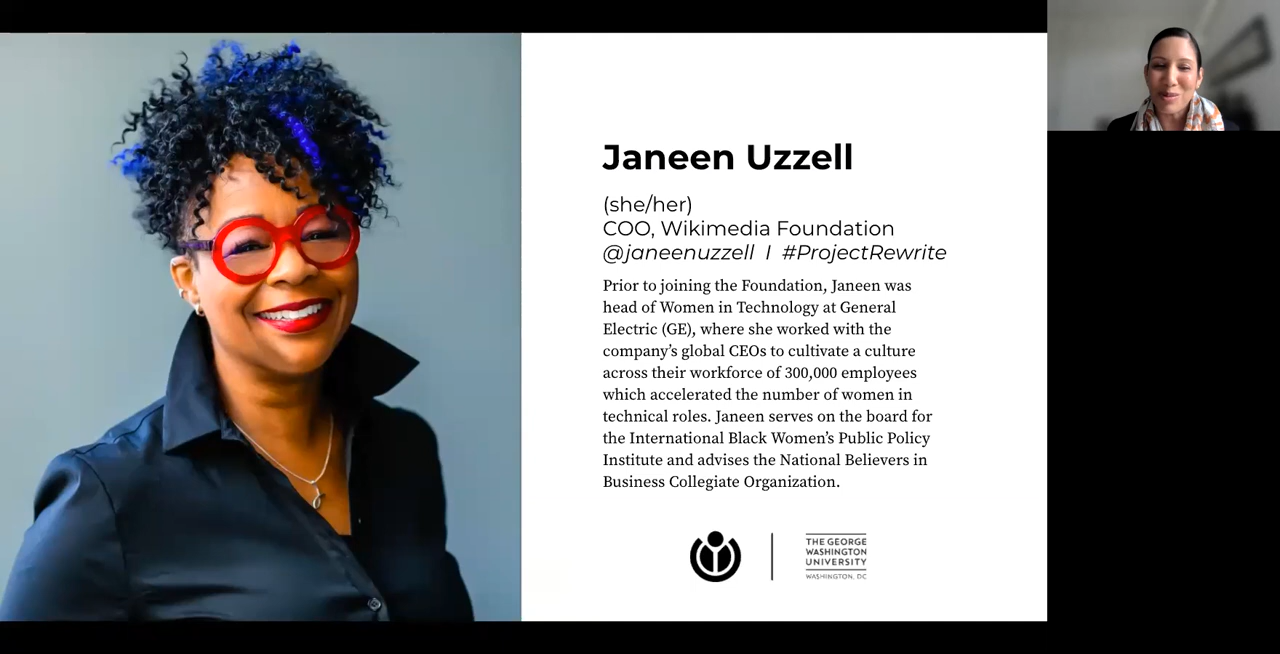 Janeen Uzzell
(she/her)
COO, Wikimedia Foundation
@janeenuzzell I #ProjectRewrite
Prior to joining the Foundation, Janeen was
head of Women in Technology at General
Electric (GE), where she worked with the
company’s global CEOs to cultivate a culture
across their workforce of 300,000 employees
which accelerated the number of women in
technical roles. Janeen serves on the board for
the International Black Women’s Public Policy
Institute and advises the National Believers in
Business Collegiate Organization.
THE GEORGE
WASHINGTON
UNIVERSITY
WASHINGTON, DC